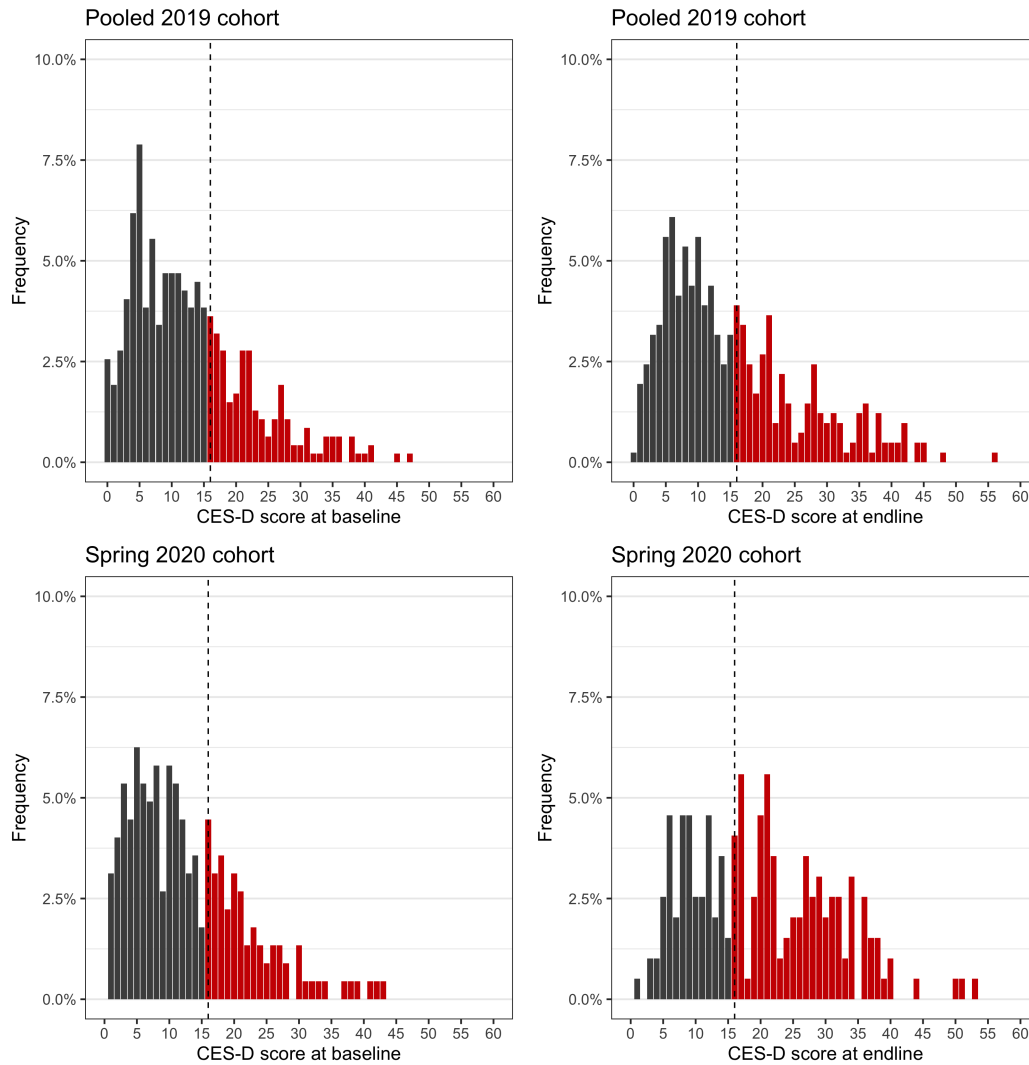 Pooled 2019 cohort
10.0%
7.5%
5.0%
2.5%
0.0%
Frequency
0 5 10 15 20 25 30 35 40 45 50 55 60
CES-D score at baseline
Pooled 2019 cohort
10.0%
7.5%
5.0%
2.5%
0.0%
Frequency
0 5 10 15 20 25 30 35 40 45 50 55 60
CES-D score at endline
Spring 2020 cohort
10.0%
7.5%
5.0%
2.5%
0.0%
Frequency
0 5 10 15 20 25 30 35 40 45 50 55 60
CES-D score at baseline
Spring 2020 cohort
10.0%
7.5%
5.0%
2.5%
0.0%
Frequency
0 5 10 15 20 25 30 35 40 45 50 55 60
CES-D score at endline